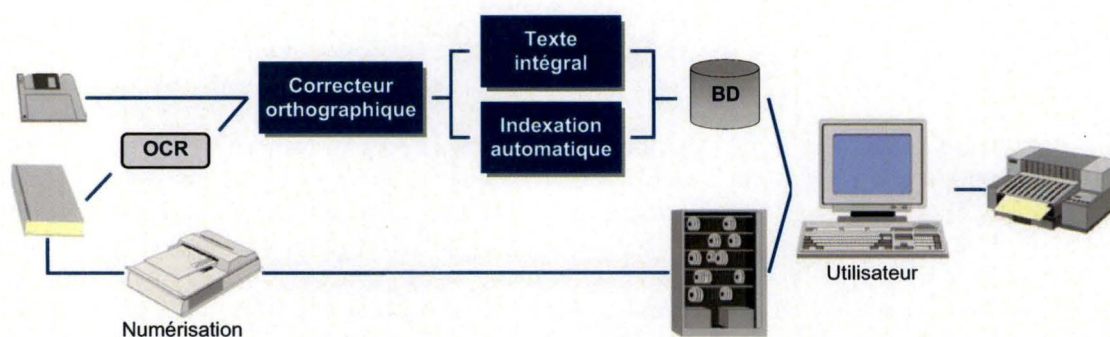 Texte
intégral
Correcteur
orthographique
OCR
Indexation
automatique
BD
Utilisateur
Numérisation